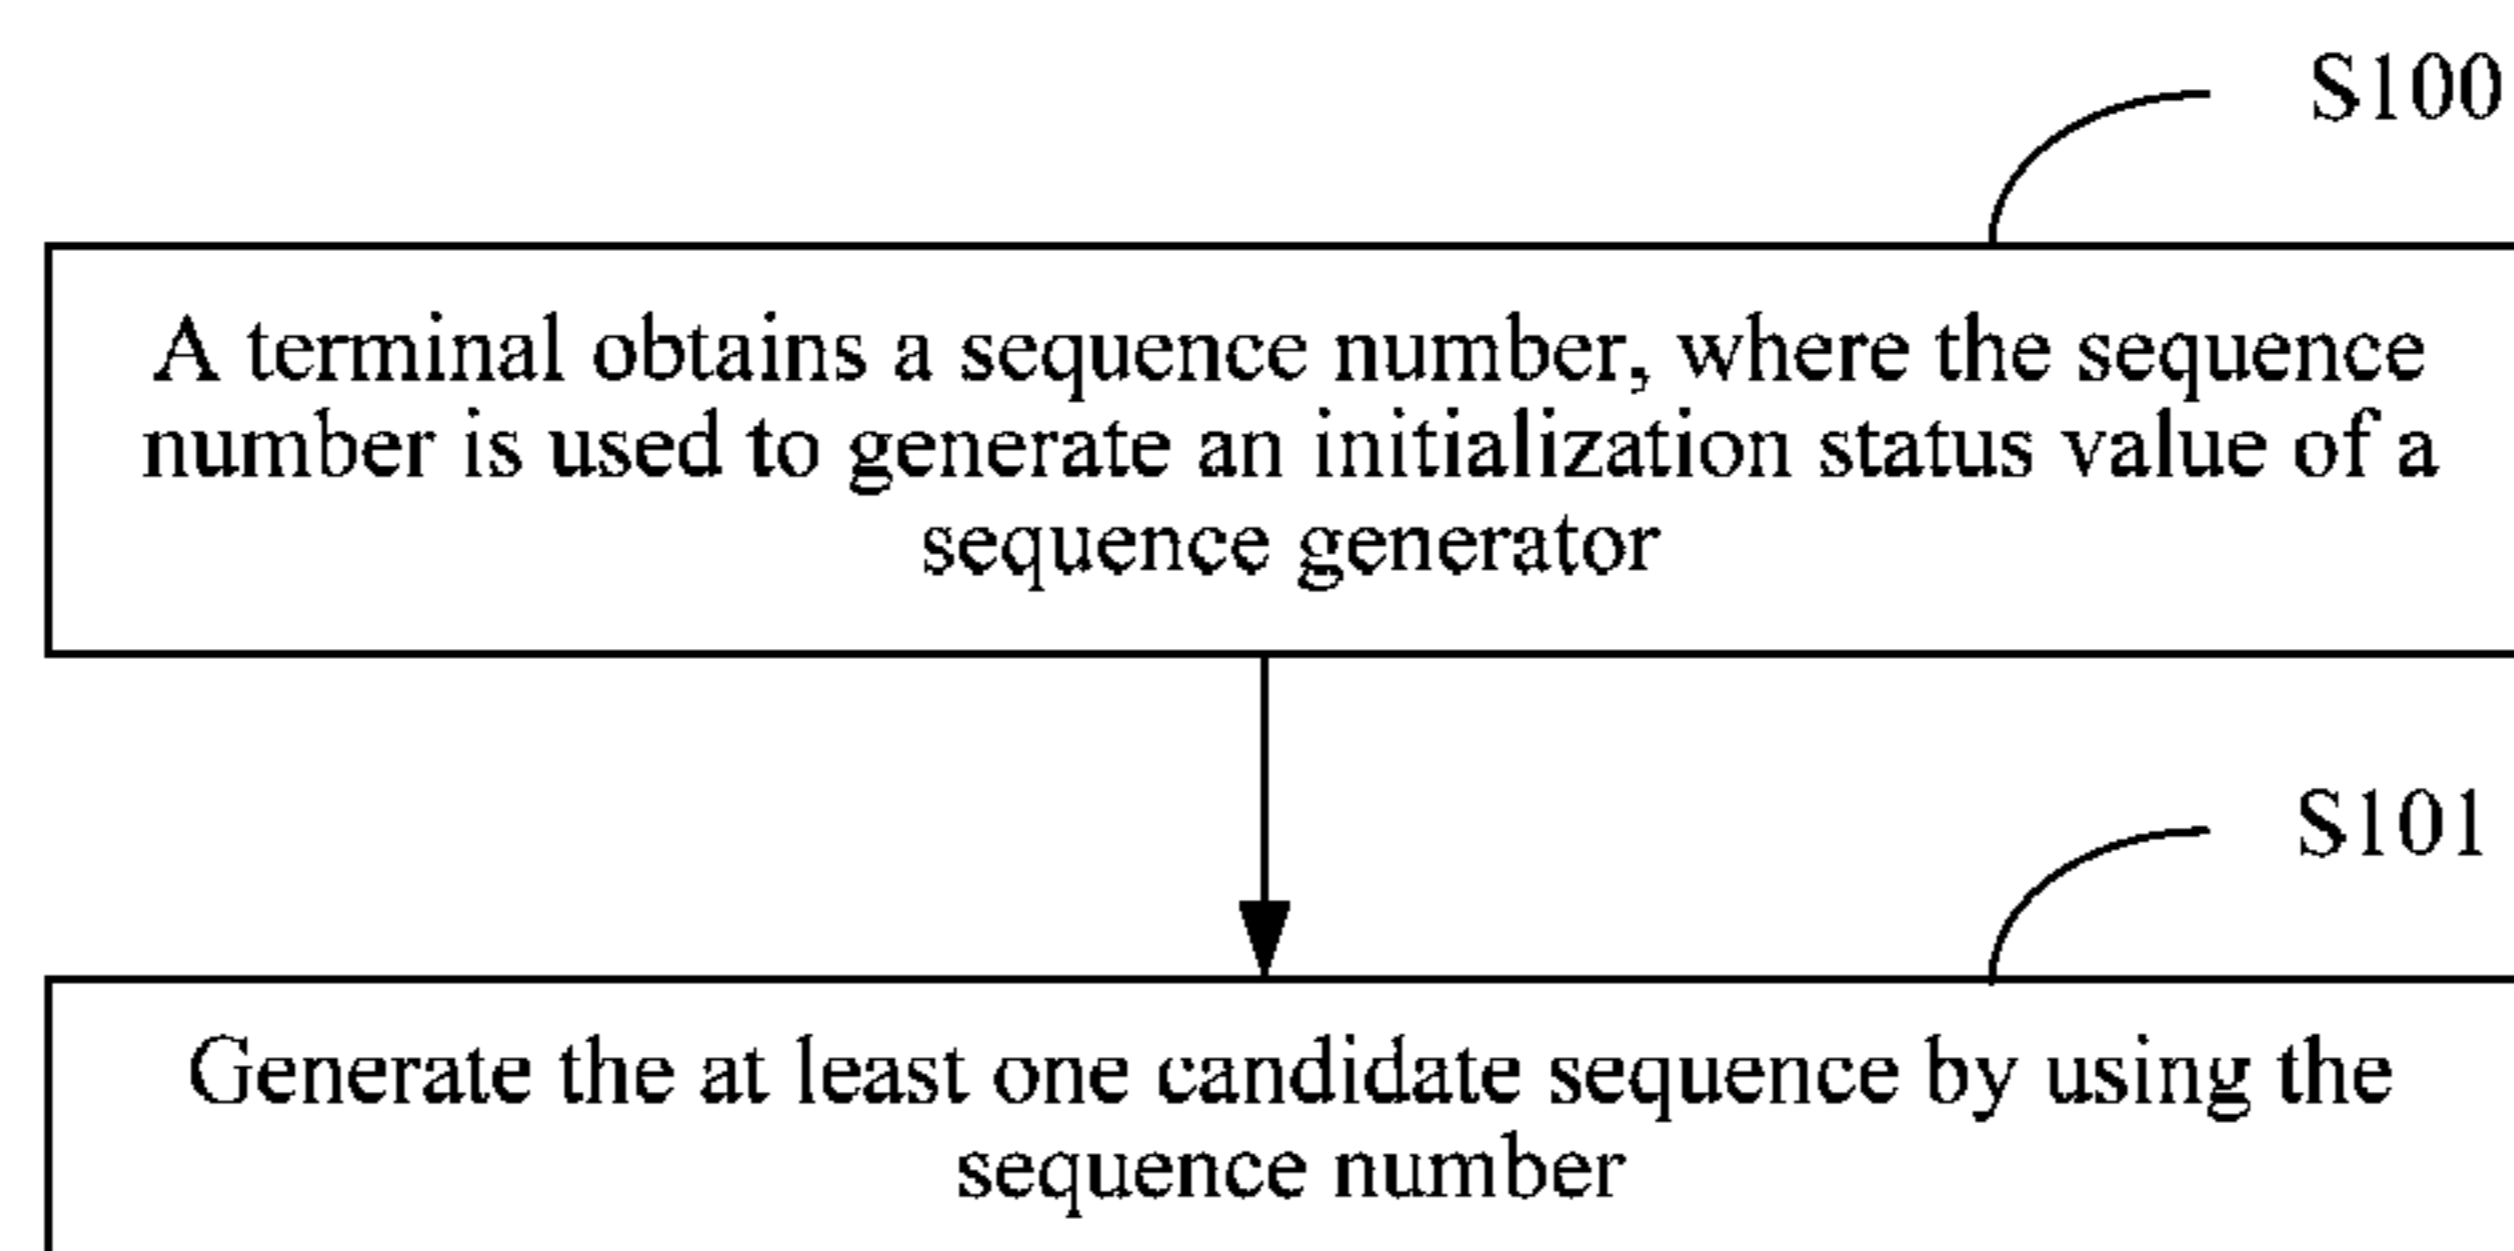 S100
A terminal obtains a sequence number, where the sequence
number is used to generate an initialization status value of a
sequence generator
S101
Generate the at least one candidate sequence by using the
sequence number